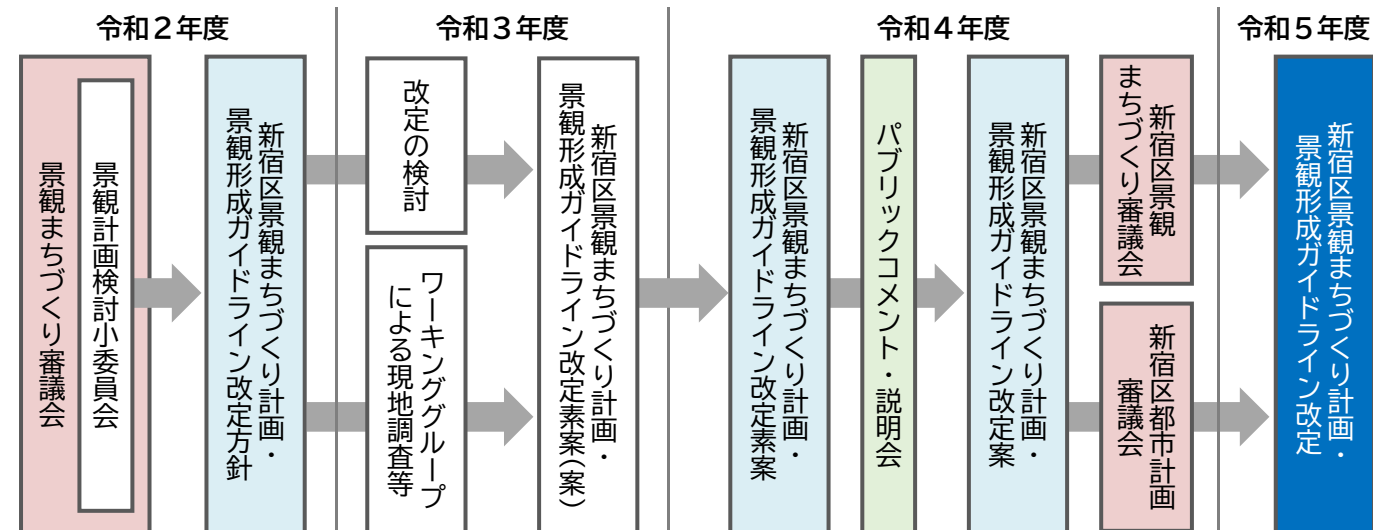 令和２年度
令和３年度
令和４年度
令和５年度
景観まちづくり審議会
景観計画検討小委員会
新宿区景観まちづくり計画・
景観形成ガイドライン改定方針
改定の検討
ワーキンググループ
による現地調査等
新宿区景観まちづくり計画・
景観形成ガイドライン改定素案（案）
新宿区景観まちづくり計画・
景観形成ガイドライン改定素案
パブリックコメント・説明会
新宿区景観まちづくり計画・
景観形成ガイドライン改定案
新宿区景観
まちづくり審議会
新宿区都市計画
審議会
新宿区景観まちづくり計画・
景観形成ガイドライン改定